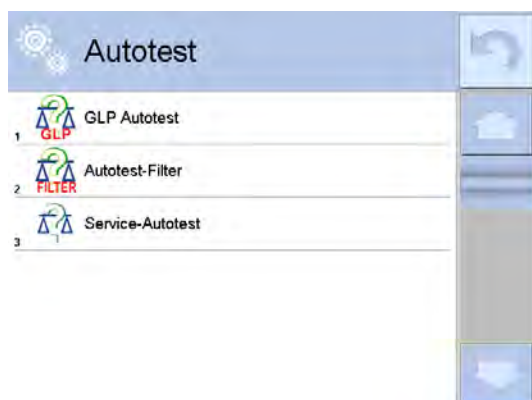 Autotest
1 GLP GLP Autotest
2 FILTER Autotest-Filter
3 Service-Autotest